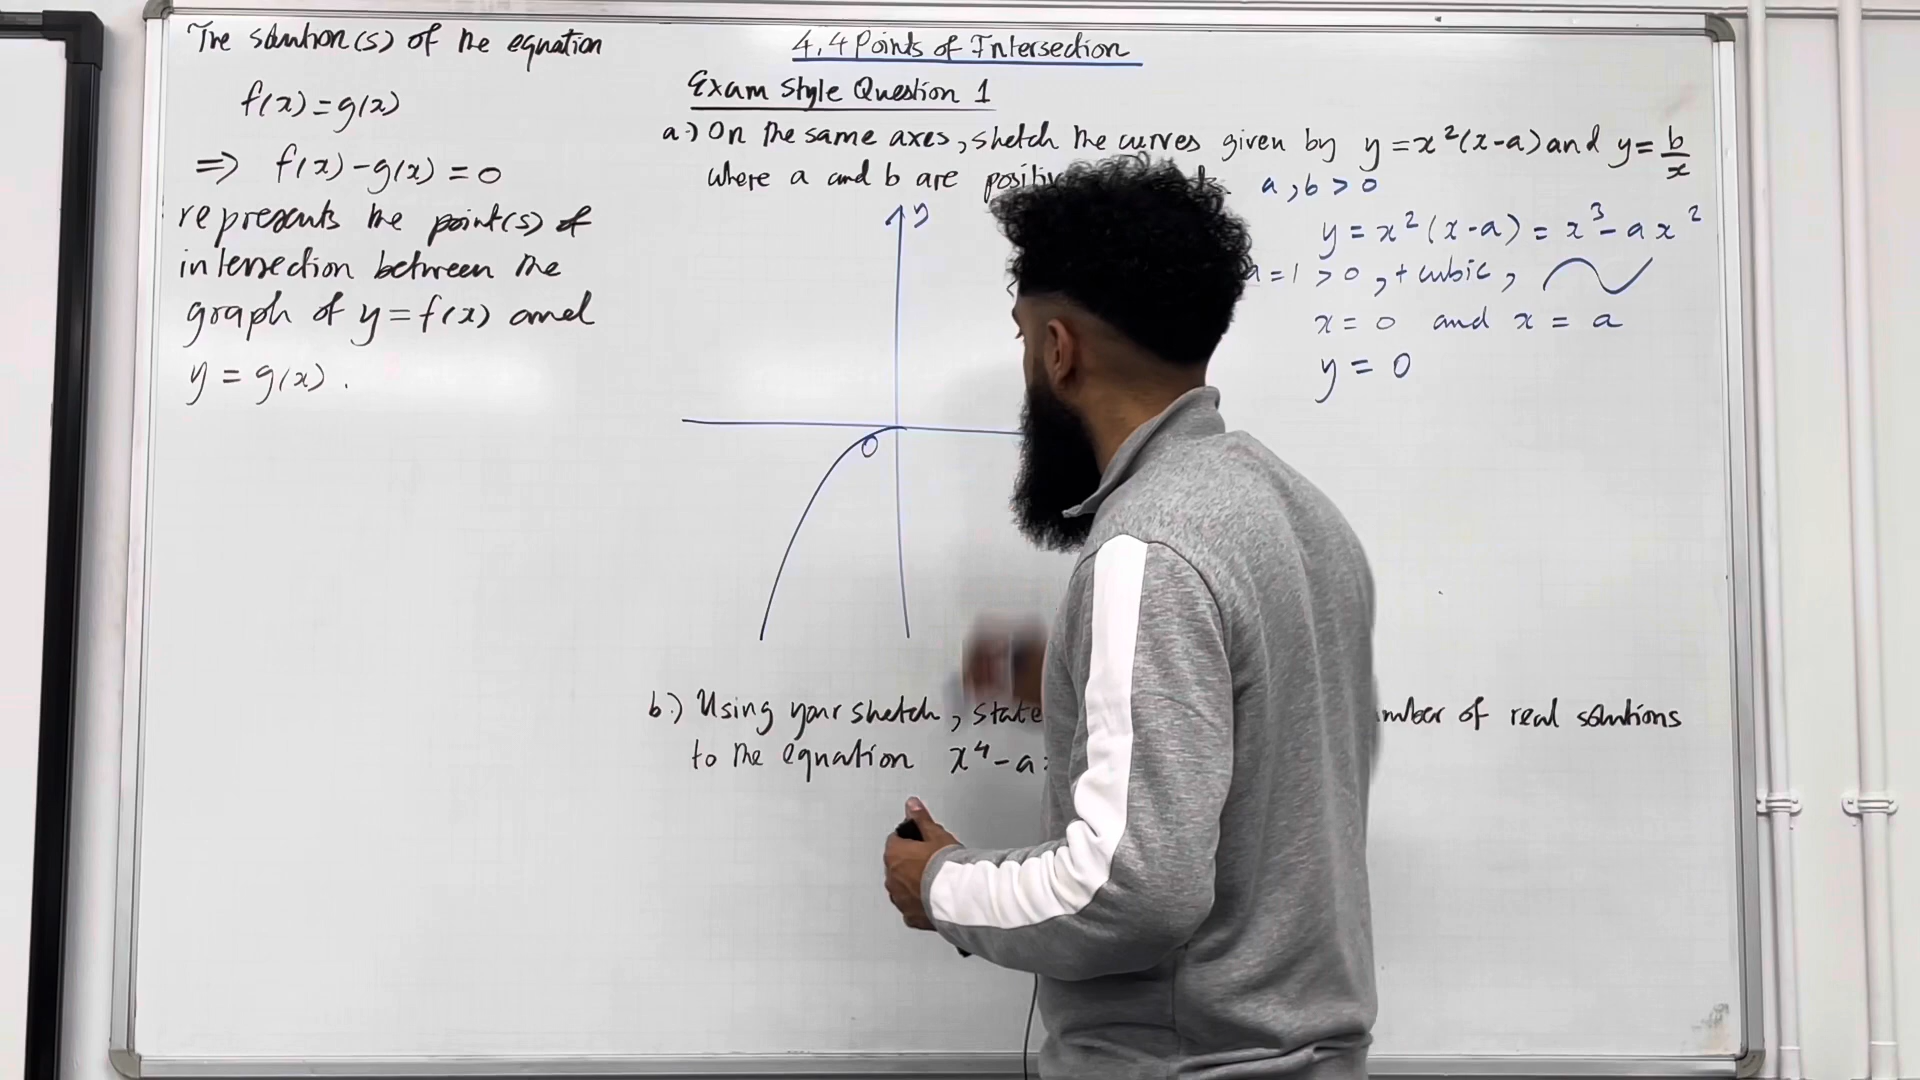 The solution(s) of the equation
f(x) = g(x)
⇒ f(x) - g(x) = 0
represents the point(s) of
intersection between the
graph of y = f(x) and
y = g(x).
4.4 Points of Intersection
Exam Style Question 1
a.) On the same axes, sketch the curves given by y = x²(x-a) and y = b/x
where a and b are a, b > 0
y
y = x²(x-a) = x³ - ax²
= 1 > 0, + cubic,
x = 0 and x = a
y = 0
O
b.) Using your sketch, state of real solutions
to the equation x⁴ - a